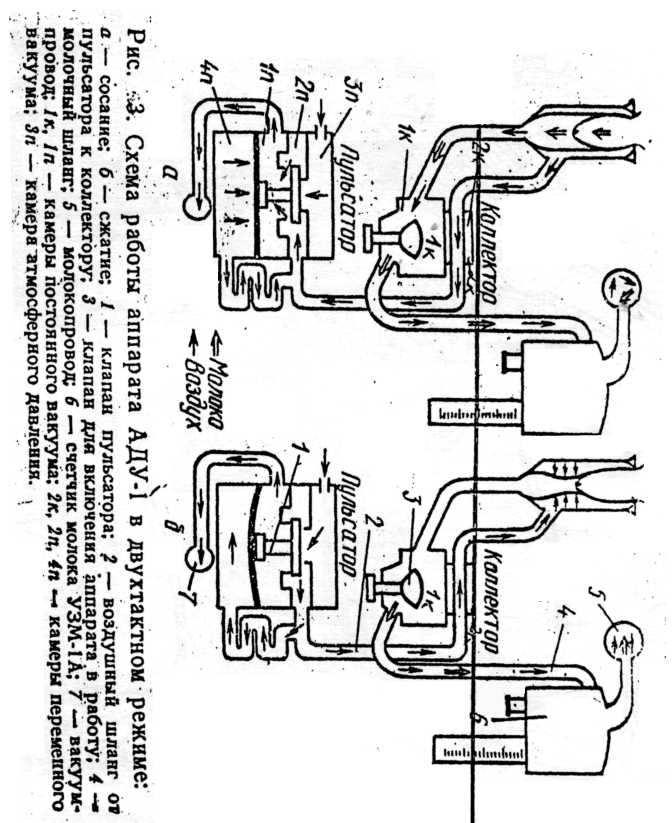 2к
Коллектор
1к
1к
Пульсатор
3п
2п
1п
4п
а
⇐ Молоко
← Воздух
5
4
6
Коллектор
3
1к
2
Пульсатор
1
7
б
Рис. 3. Схема работы аппарата АДУ-1 в двухтактном режиме:
а — сосание; б — сжатие; 1 — клапан пульсатора; 2 — воздушный шланг от
пульсатора к коллектору; 3 — клапан для включения аппарата в работу; 4 —
молочный шланг; 5 — молокопровод; 6 — счетчик молока УЗМ-1А; 7 — вакуум-
провод; 1к, 1п — камеры постоянного вакуума; 2к, 2п, 4п — камеры переменного
вакуума; 3п — камера атмосферного давления.